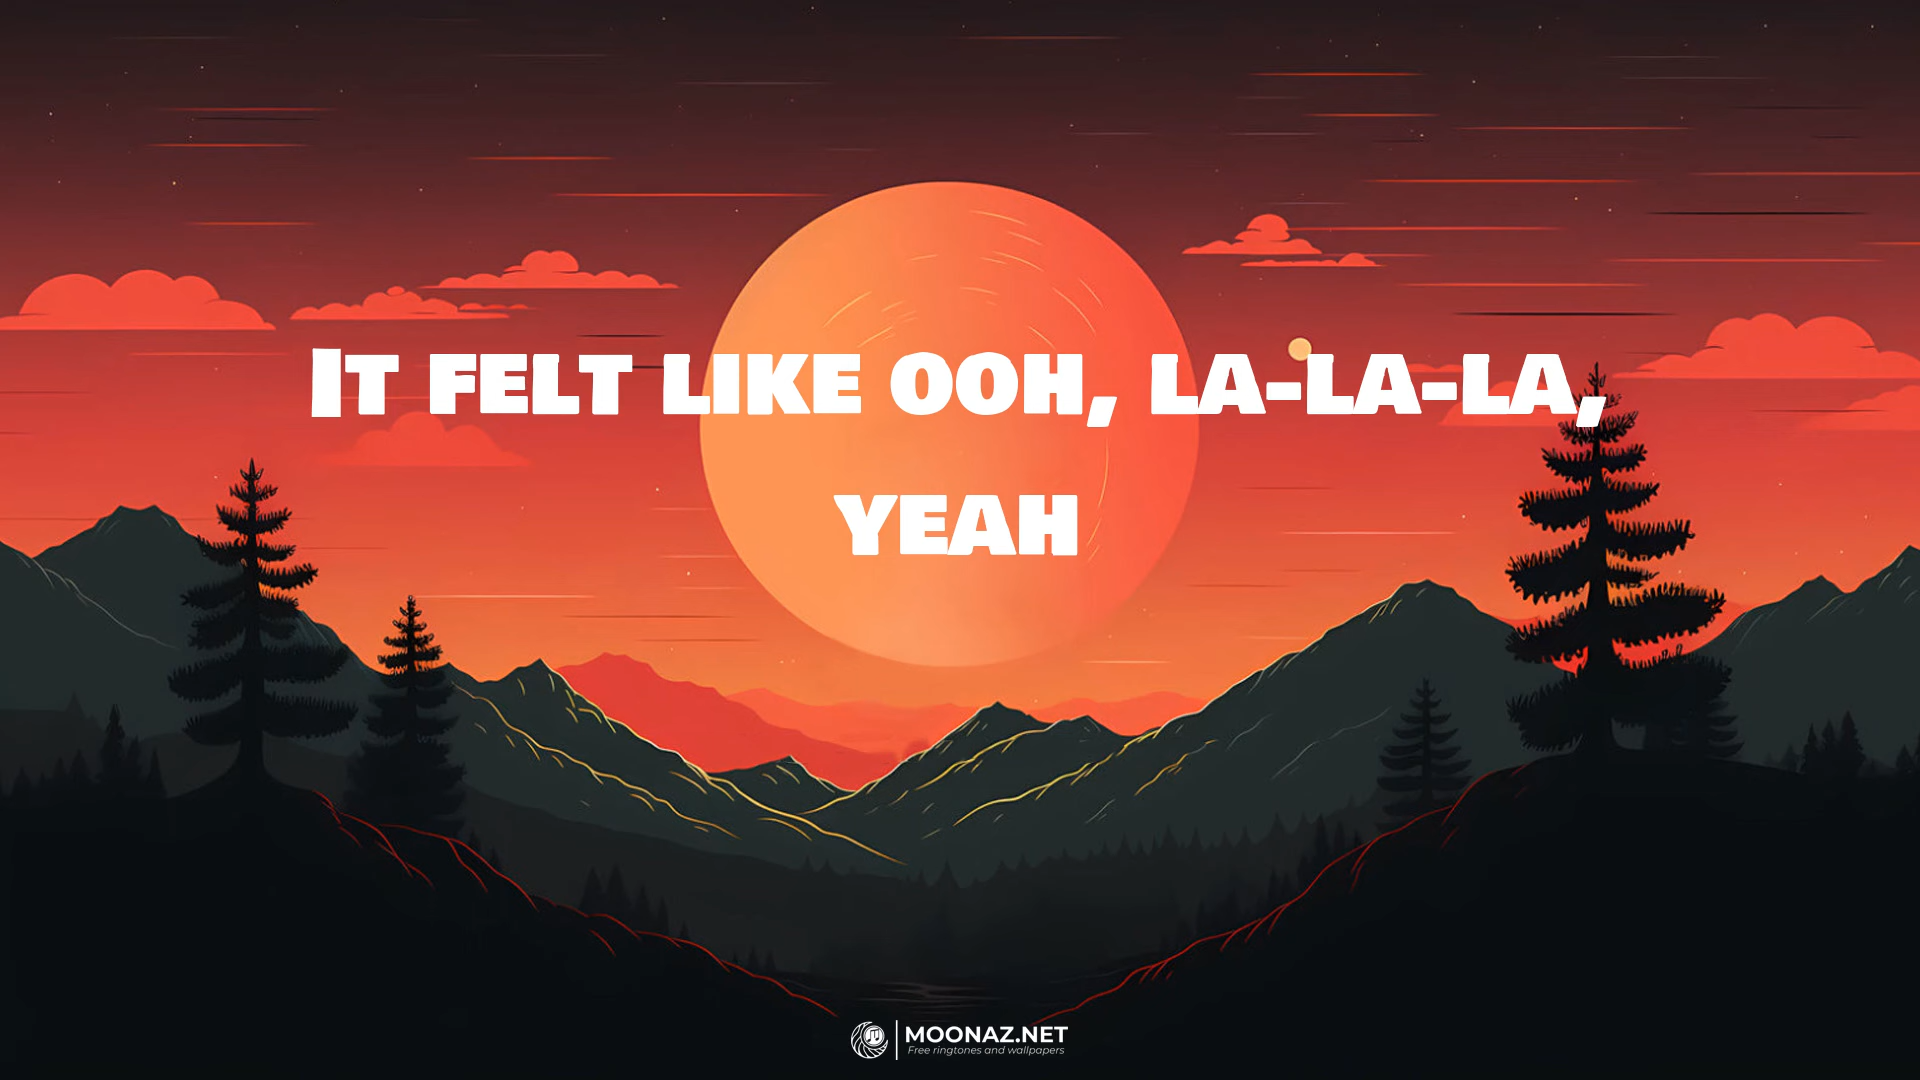 It felt like ooh, la-la-la,
yeah
MOONAZ.NET
Free ringtones and wallpapers